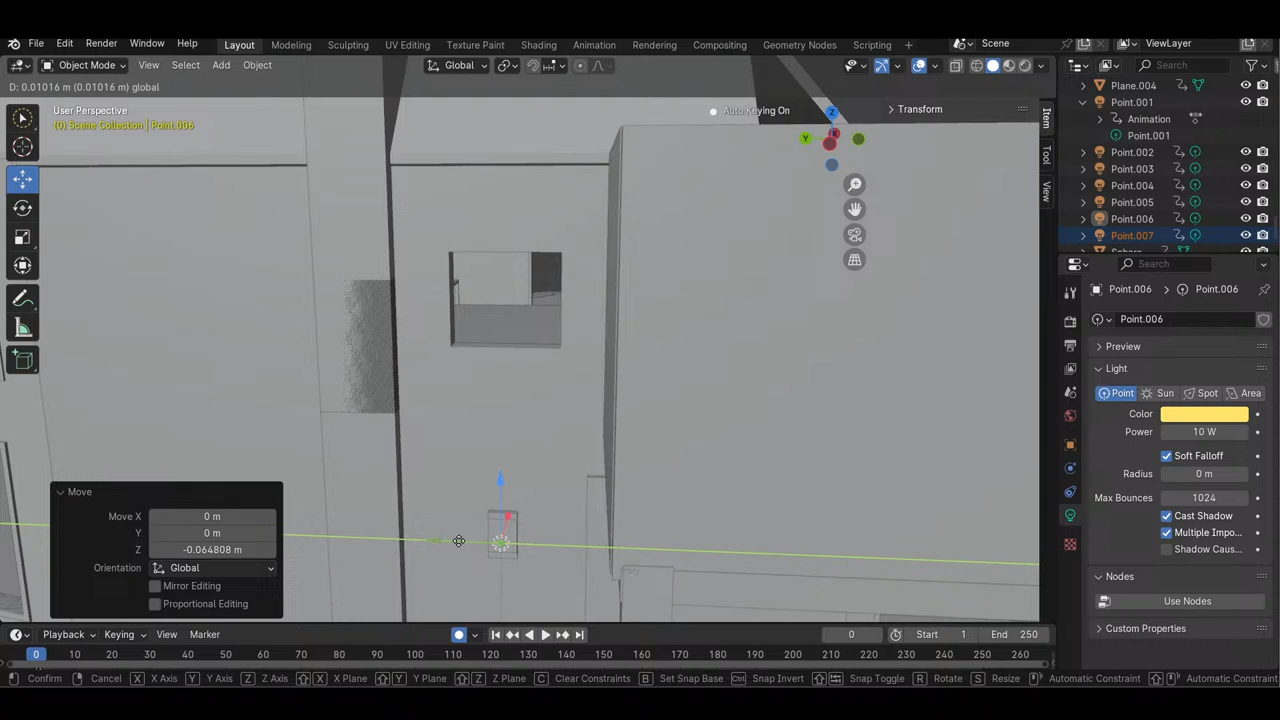 File Edit Render Window Help Layout Modeling Sculpting UV Editing Texture Paint Shading Animation Rendering Compositing Geometry Nodes Scripting + Scene ViewLayer
Object Mode View Select Add Object Global Search
D: 0.01016 m (0.01016 m) global
User Perspective
(0) Scene Collection | Point.006
Auto Keying On
Transform
Item
Tool
View
X
Y
Z
Plane.004
Point.001
Animation
Point.001
Point.002
Point.003
Point.004
Point.005
Point.006
Point.007
Search
Point.006 Point.006
Point.006
Preview
Light
Point Sun Spot Area
Color
Power 10 W
Soft Falloff
Radius 0 m
Max Bounces 1024
Cast Shadow
Multiple Impo...
Shadow Caus...
Nodes
Use Nodes
Custom Properties
Move
Move X 0 m
Y 0 m
Z -0.064808 m
Orientation Global
Mirror Editing
Proportional Editing
Playback Keying View Marker 0 Start 1 End 250
0 10 20 30 40 50 60 70 80 90 100 110 120 130 140 150 160 170 180 190 200 210 220 230 240 250 260
Confirm Cancel X X Axis Y Y Axis Z Z Axis X X Plane Y Y Plane Z Z Plane C Clear Constraints B Set Snap Base Ctrl Snap Invert Snap Toggle R Rotate S Resize Automatic Constraint Automatic Constraint